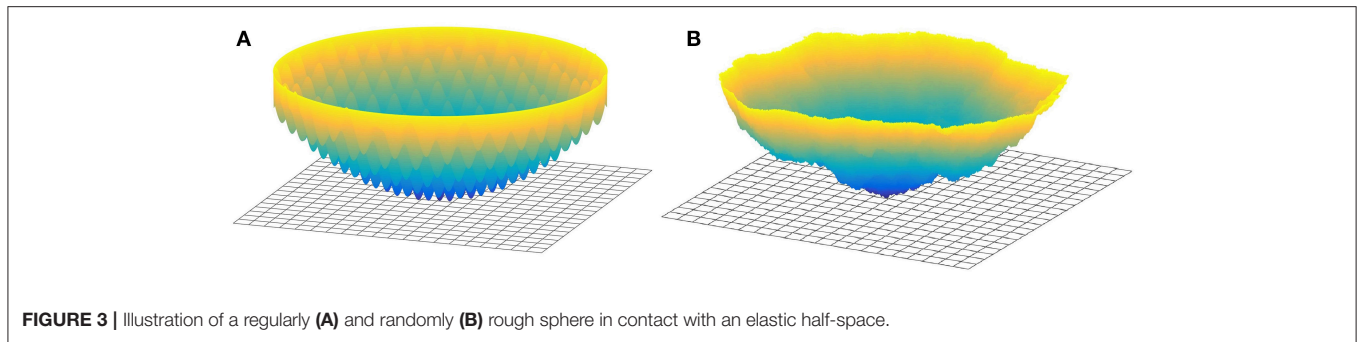 A
B
FIGURE 3 | Illustration of a regularly (A) and randomly (B) rough sphere in contact with an elastic half-space.